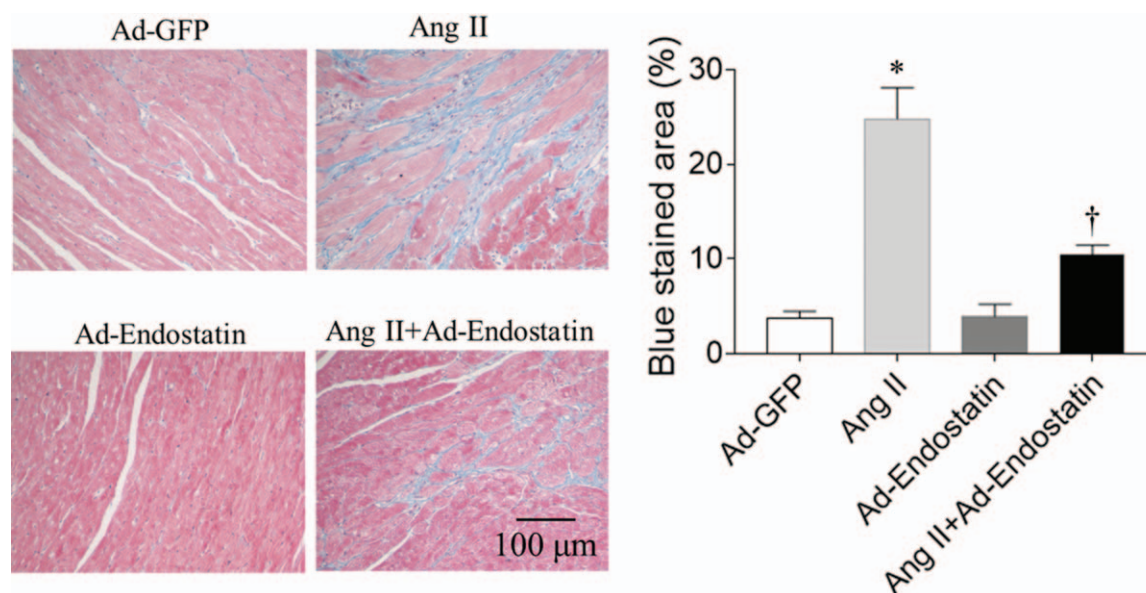 Ad-GFP
Ang II
Ad-Endostatin
Ang II+Ad-Endostatin
100 μm
Blue stained area (%)
30
20
10
0
*
†
Ad-GFP
Ang II
Ad-Endostatin
Ang II+Ad-Endostatin